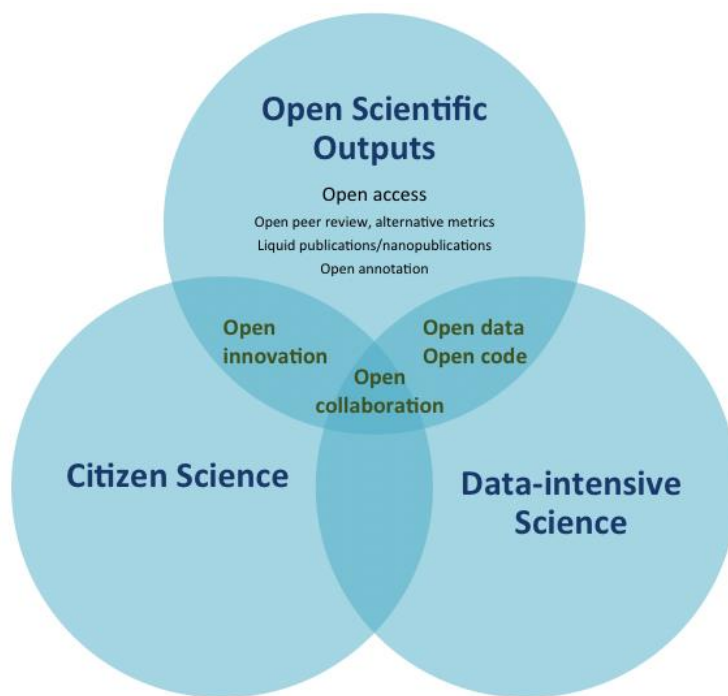 Open Scientific
Outputs
Open access
Open peer review, alternative metrics
Liquid publications/nanopublications
Open annotation
Open
innovation
Open data
Open code
Open
collaboration
Citizen Science
Data-intensive
Science